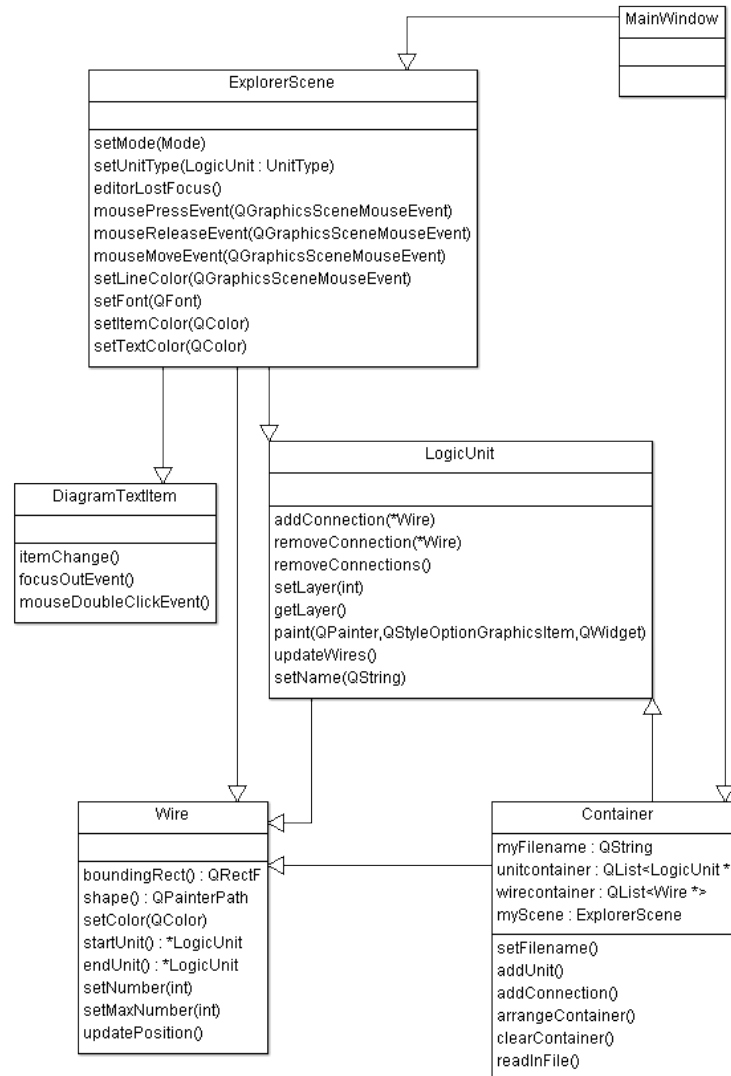 MainWindow
ExplorerScene
setMode(Mode)
setUnitType(LogicUnit : UnitType)
editorLostFocus()
mousePressEvent(QGraphicsSceneMouseEvent)
mouseReleaseEvent(QGraphicsSceneMouseEvent)
mouseMoveEvent(QGraphicsSceneMouseEvent)
setLineColor(QGraphicsSceneMouseEvent)
setFont(QFont)
setItemColor(QColor)
setTextColor(QColor)
LogicUnit
addConnection(*Wire)
removeConnection(*Wire)
removeConnections()
setLayer(int)
getLayer()
paint(QPainter,QStyleOptionGraphicsItem,QWidget)
updateWires()
setName(QString)
DiagramTextItem
itemChange()
focusOutEvent()
mouseDoubleClickEvent()
Wire
boundingRect() : QRectF
shape() : QPainterPath
setColor(QColor)
startUnit() : *LogicUnit
endUnit() : *LogicUnit
setNumber(int)
setMaxNumber(int)
updatePosition()
Container
myFilename : QString
unitcontainer : QList<LogicUnit *
wirecontainer : QList<Wire *>
myScene : ExplorerScene
setFilename()
addUnit()
addConnection()
arrangeContainer()
clearContainer()
readInFile()